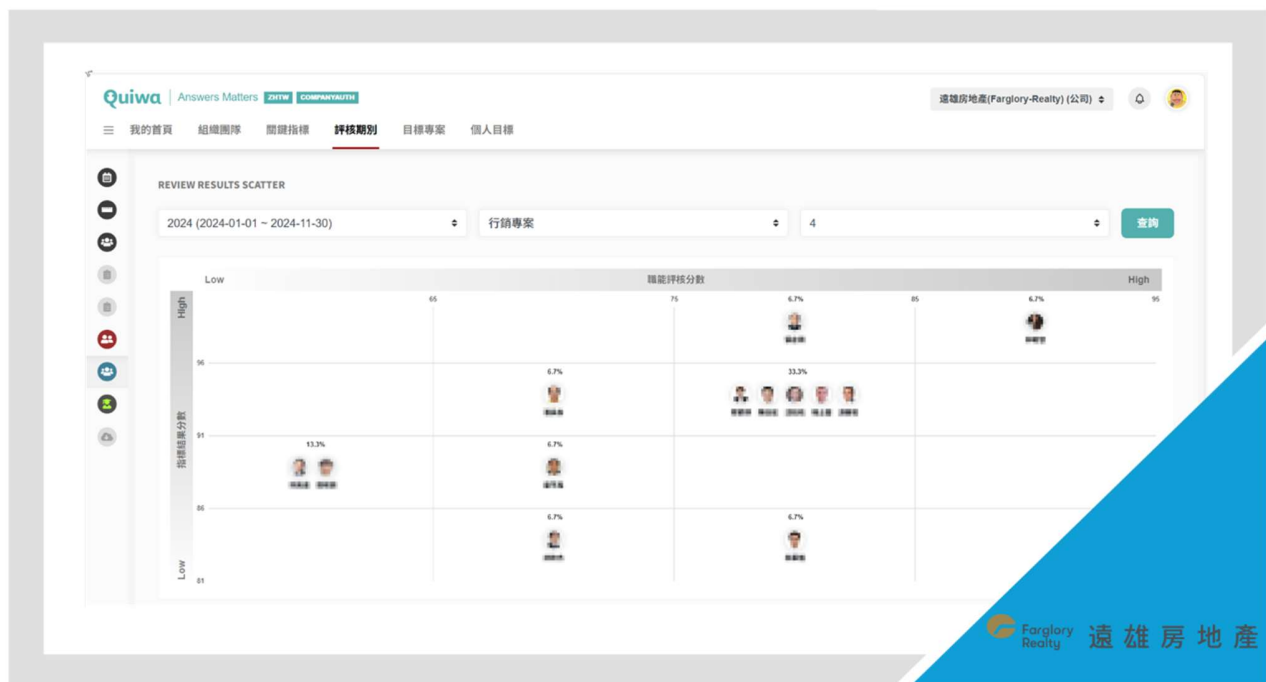 Quiwa Answers Matters ZHTW COMPANYAUTH
遠雄房地產(Farglory-Realty) (公司)
我的首頁 組織團隊 關鍵指標 評核期別 目標專案 個人目標
REVIEW RESULTS SCATTER
2024 (2024-01-01 ~ 2024-11-30) 行銷專案 4 查詢
Low 職能評核分數 High
65 75 6.7% 85 6.7% 95
High
96
6.7% 33.3%
指標結果分數
91
13.3% 6.7%
86
6.7% 6.7%
Low
81
Farglory
Realty
遠雄房地產